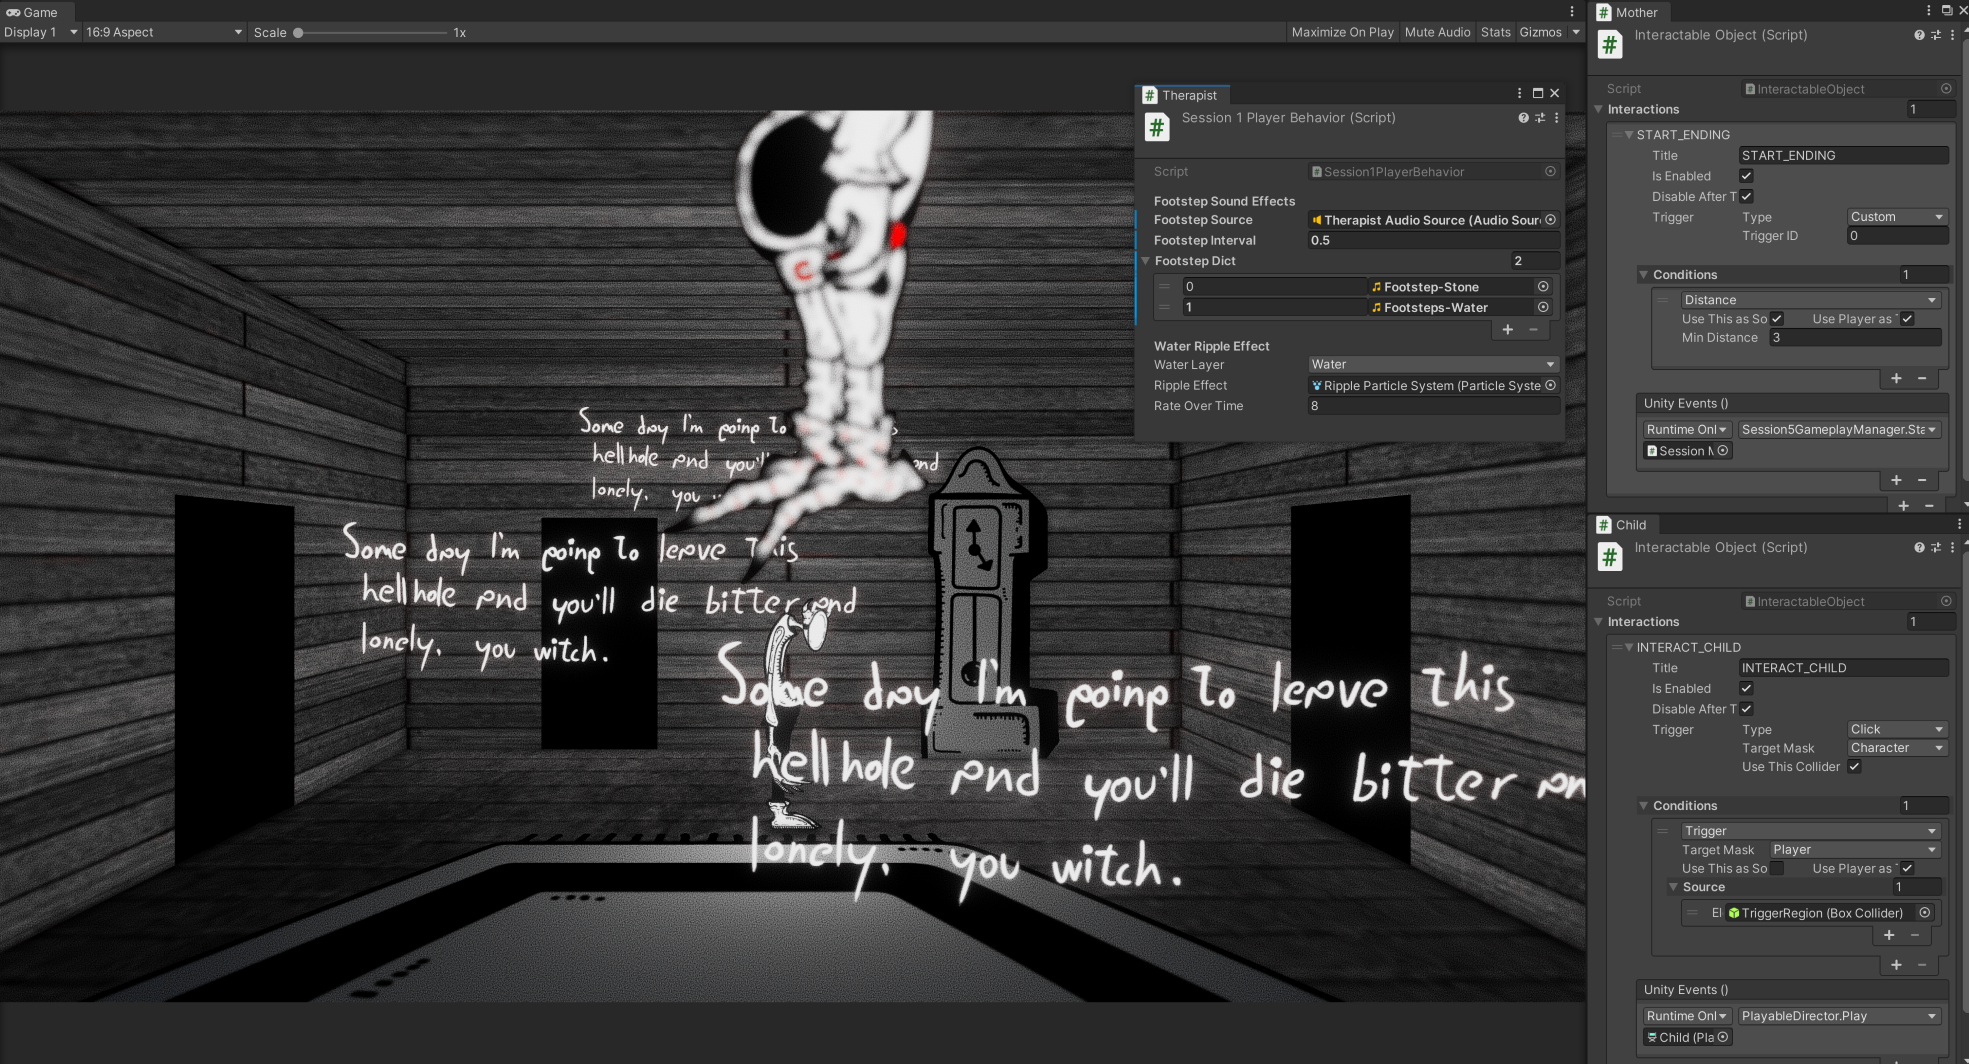 Game
Display 1
16:9 Aspect
Scale
1x
Maximize On Play
Mute Audio
Stats
Gizmos
Some day I'm going to
hellhole and you'll
and
lonely, you
Some day I'm going to leave this
hellhole and you'll die bitter and
lonely, you witch.
Some day I'm going to leave this
hellhole and you'll die bitter an
lonely, you witch.
Therapist
Session 1 Player Behavior (Script)
Script
Session1PlayerBehavior
Footstep Sound Effects
Footstep Source
Therapist Audio Source (Audio Sour
Footstep Interval
0.5
Footstep Dict
2
0
Footstep-Stone
1
Footsteps-Water
Water Ripple Effect
Water Layer
Water
Ripple Effect
Ripple Particle System (Particle Syste
Rate Over Time
8
Mother
Interactable Object (Script)
Script
InteractableObject
Interactions
1
START_ENDING
Title
START_ENDING
Is Enabled
Disable After T
Trigger
Type
Custom
Trigger ID
0
Conditions
1
Distance
Use This as So
Use Player as
Min Distance
3
Unity Events ()
Runtime Onl
Session5GameplayManager.Sta
Session M
Child
Interactable Object (Script)
Script
InteractableObject
Interactions
1
INTERACT_CHILD
Title
INTERACT_CHILD
Is Enabled
Disable After T
Trigger
Type
Click
Target Mask
Character
Use This Collider
Conditions
1
Trigger
Target Mask
Player
Use This as So
Use Player as
Source
1
El
TriggerRegion (Box Collider)
Unity Events ()
Runtime Onl
PlayableDirector.Play
Child (Pla